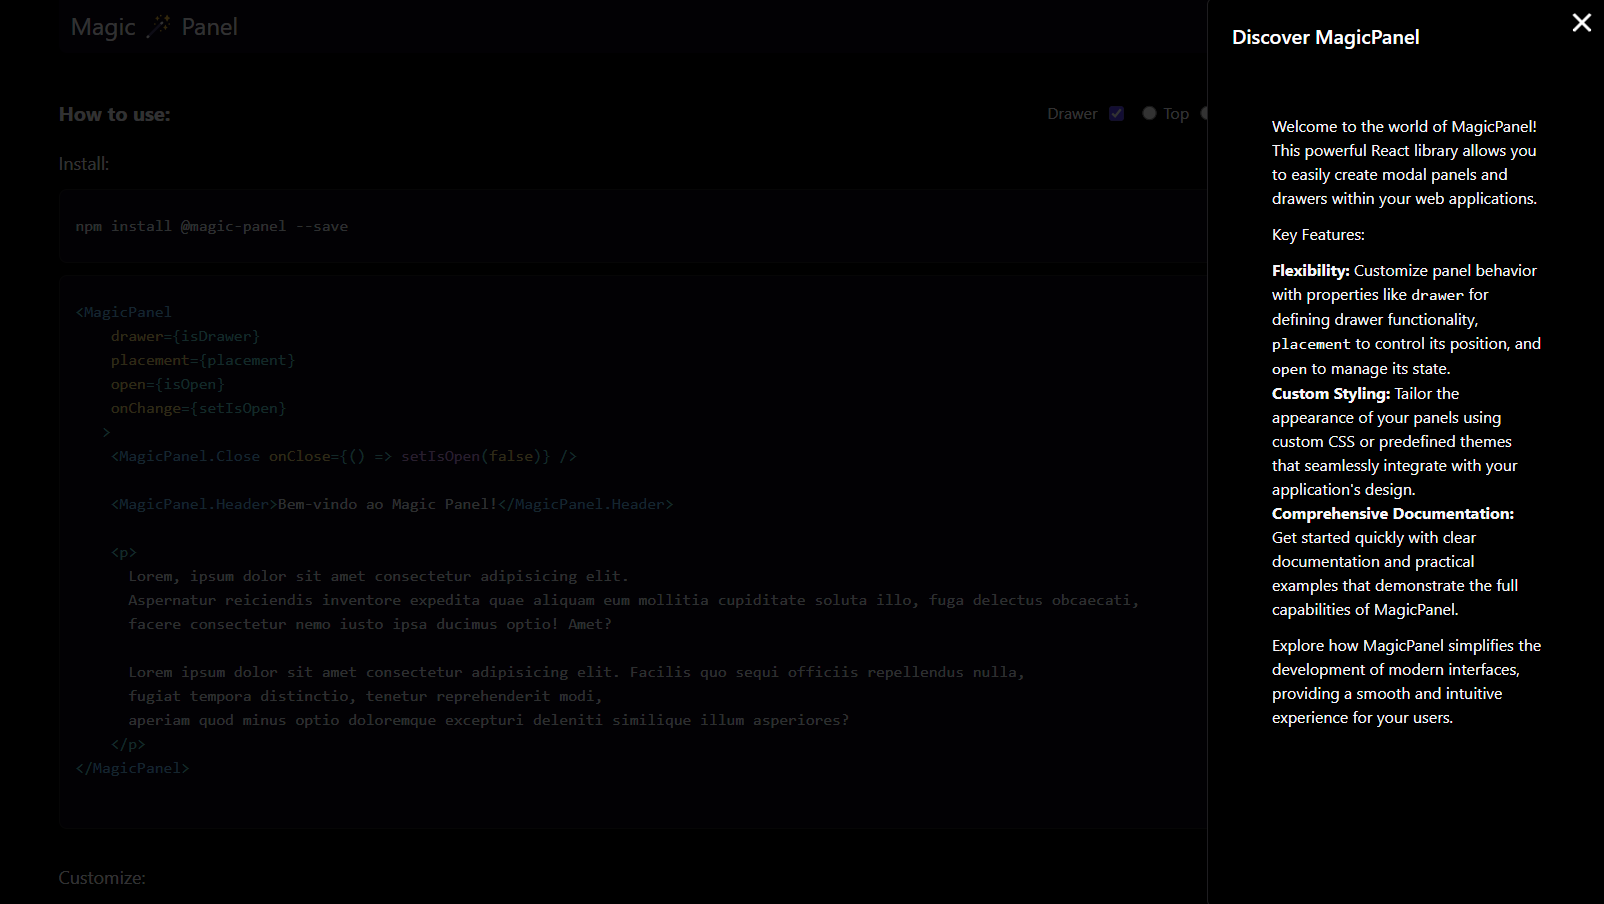 Magic 🪄 Panel
How to use:
Drawer Top
Install:
npm install @magic-panel --save
<MagicPanel
drawer={isDrawer}
placement={placement}
open={isOpen}
onChange={setIsOpen}
>
<MagicPanel.Close onClose={() => setIsOpen(false)} />
<MagicPanel.Header>Bem-vindo ao Magic Panel!</MagicPanel.Header>
<p>
Lorem, ipsum dolor sit amet consectetur adipisicing elit.
Aspernatur reiciendis inventore expedita quae aliquam eum mollitia cupiditate soluta illo, fuga delectus obcaecati,
facere consectetur nemo iusto ipsa ducimus optio! Amet?
Lorem ipsum dolor sit amet consectetur adipisicing elit. Facilis quo sequi officiis repellendus nulla,
fugiat tempora distinctio, tenetur reprehenderit modi,
aperiam quod minus optio doloremque excepturi deleniti similique illum asperiores?
</p>
</MagicPanel>
Customize:
Discover MagicPanel
Welcome to the world of MagicPanel!
This powerful React library allows you
to easily create modal panels and
drawers within your web applications.
Key Features:
Flexibility: Customize panel behavior
with properties like drawer for
defining drawer functionality,
placement to control its position, and
open to manage its state.
Custom Styling: Tailor the
appearance of your panels using
custom CSS or predefined themes
that seamlessly integrate with your
application's design.
Comprehensive Documentation:
Get started quickly with clear
documentation and practical
examples that demonstrate the full
capabilities of MagicPanel.
Explore how MagicPanel simplifies the
development of modern interfaces,
providing a smooth and intuitive
experience for your users.